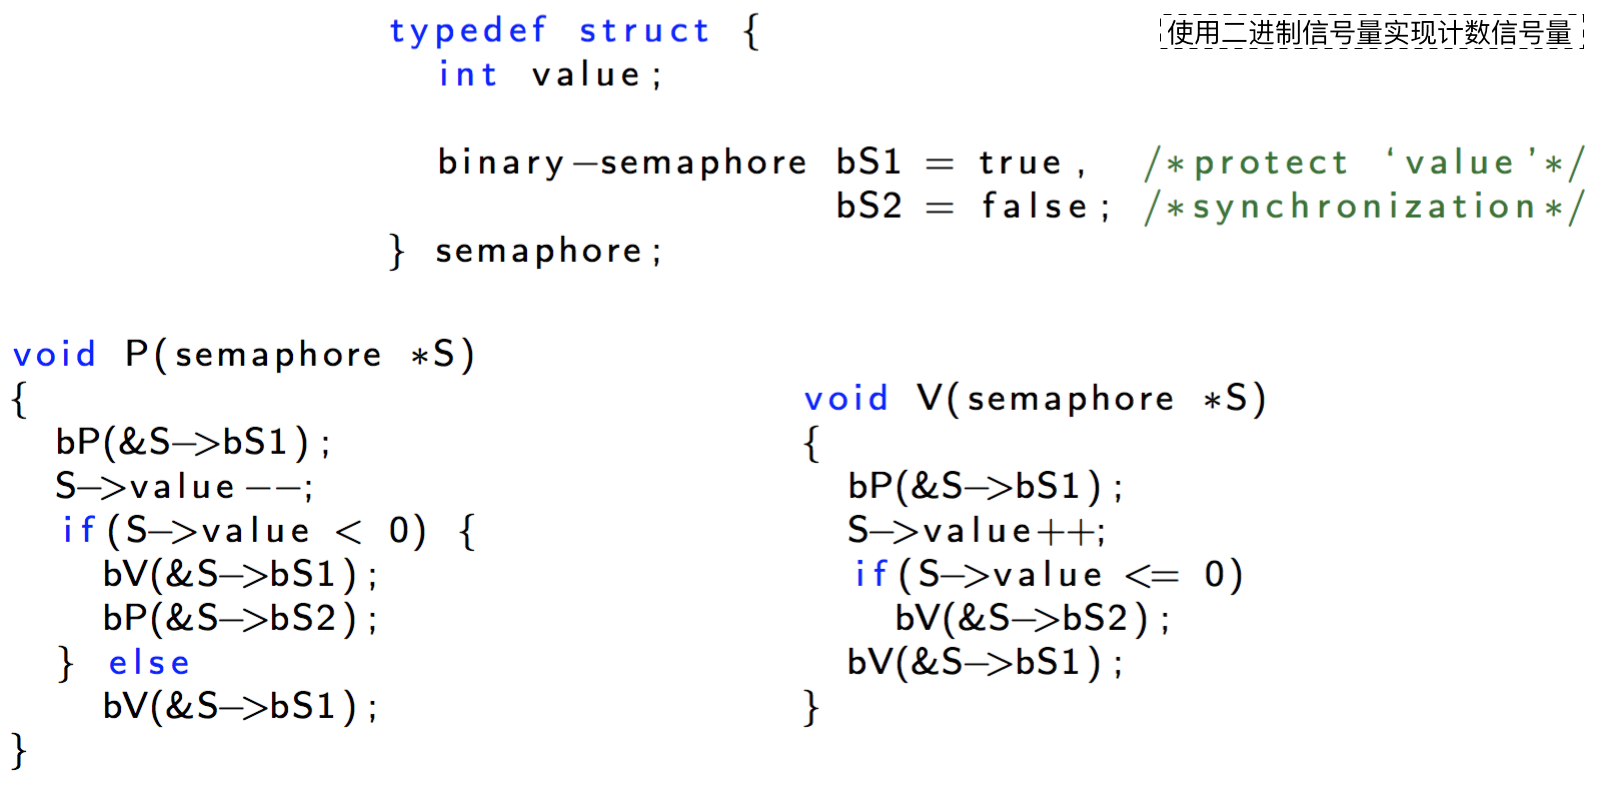 typedef struct {
使用二进制信号量实现计数信号量
int value;
binary-semaphore bS1 = true, /*protect ‘value’*/
bS2 = false; /*synchronization*/
} semaphore;
void P(semaphore *S)
{
bP(&S->bS1);
S->value--;
if(S->value < 0) {
bV(&S->bS1);
bP(&S->bS2);
} else
bV(&S->bS1);
}
void V(semaphore *S)
{
bP(&S->bS1);
S->value++;
if(S->value <= 0)
bV(&S->bS2);
bV(&S->bS1);
}